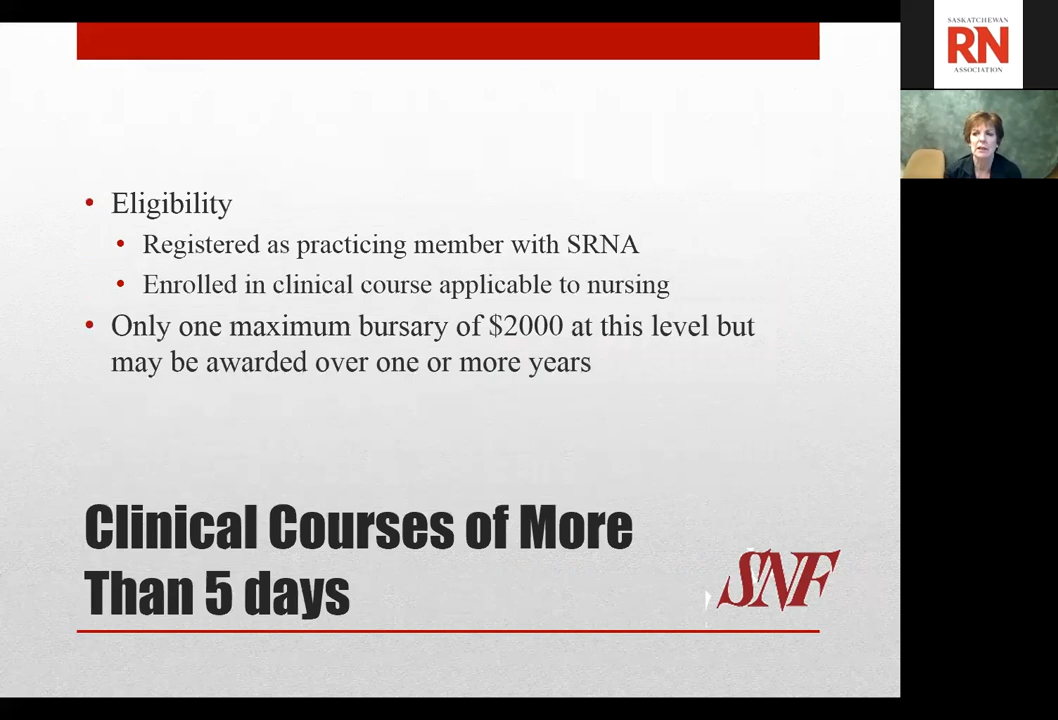 Eligibility
Registered as practicing member with SRNA
Enrolled in clinical course applicable to nursing
Only one maximum bursary of $2000 at this level but
may be awarded over one or more years
Clinical Courses of More
Than 5 days
SNF
SASKATCHEWAN
RN
ASSOCIATION